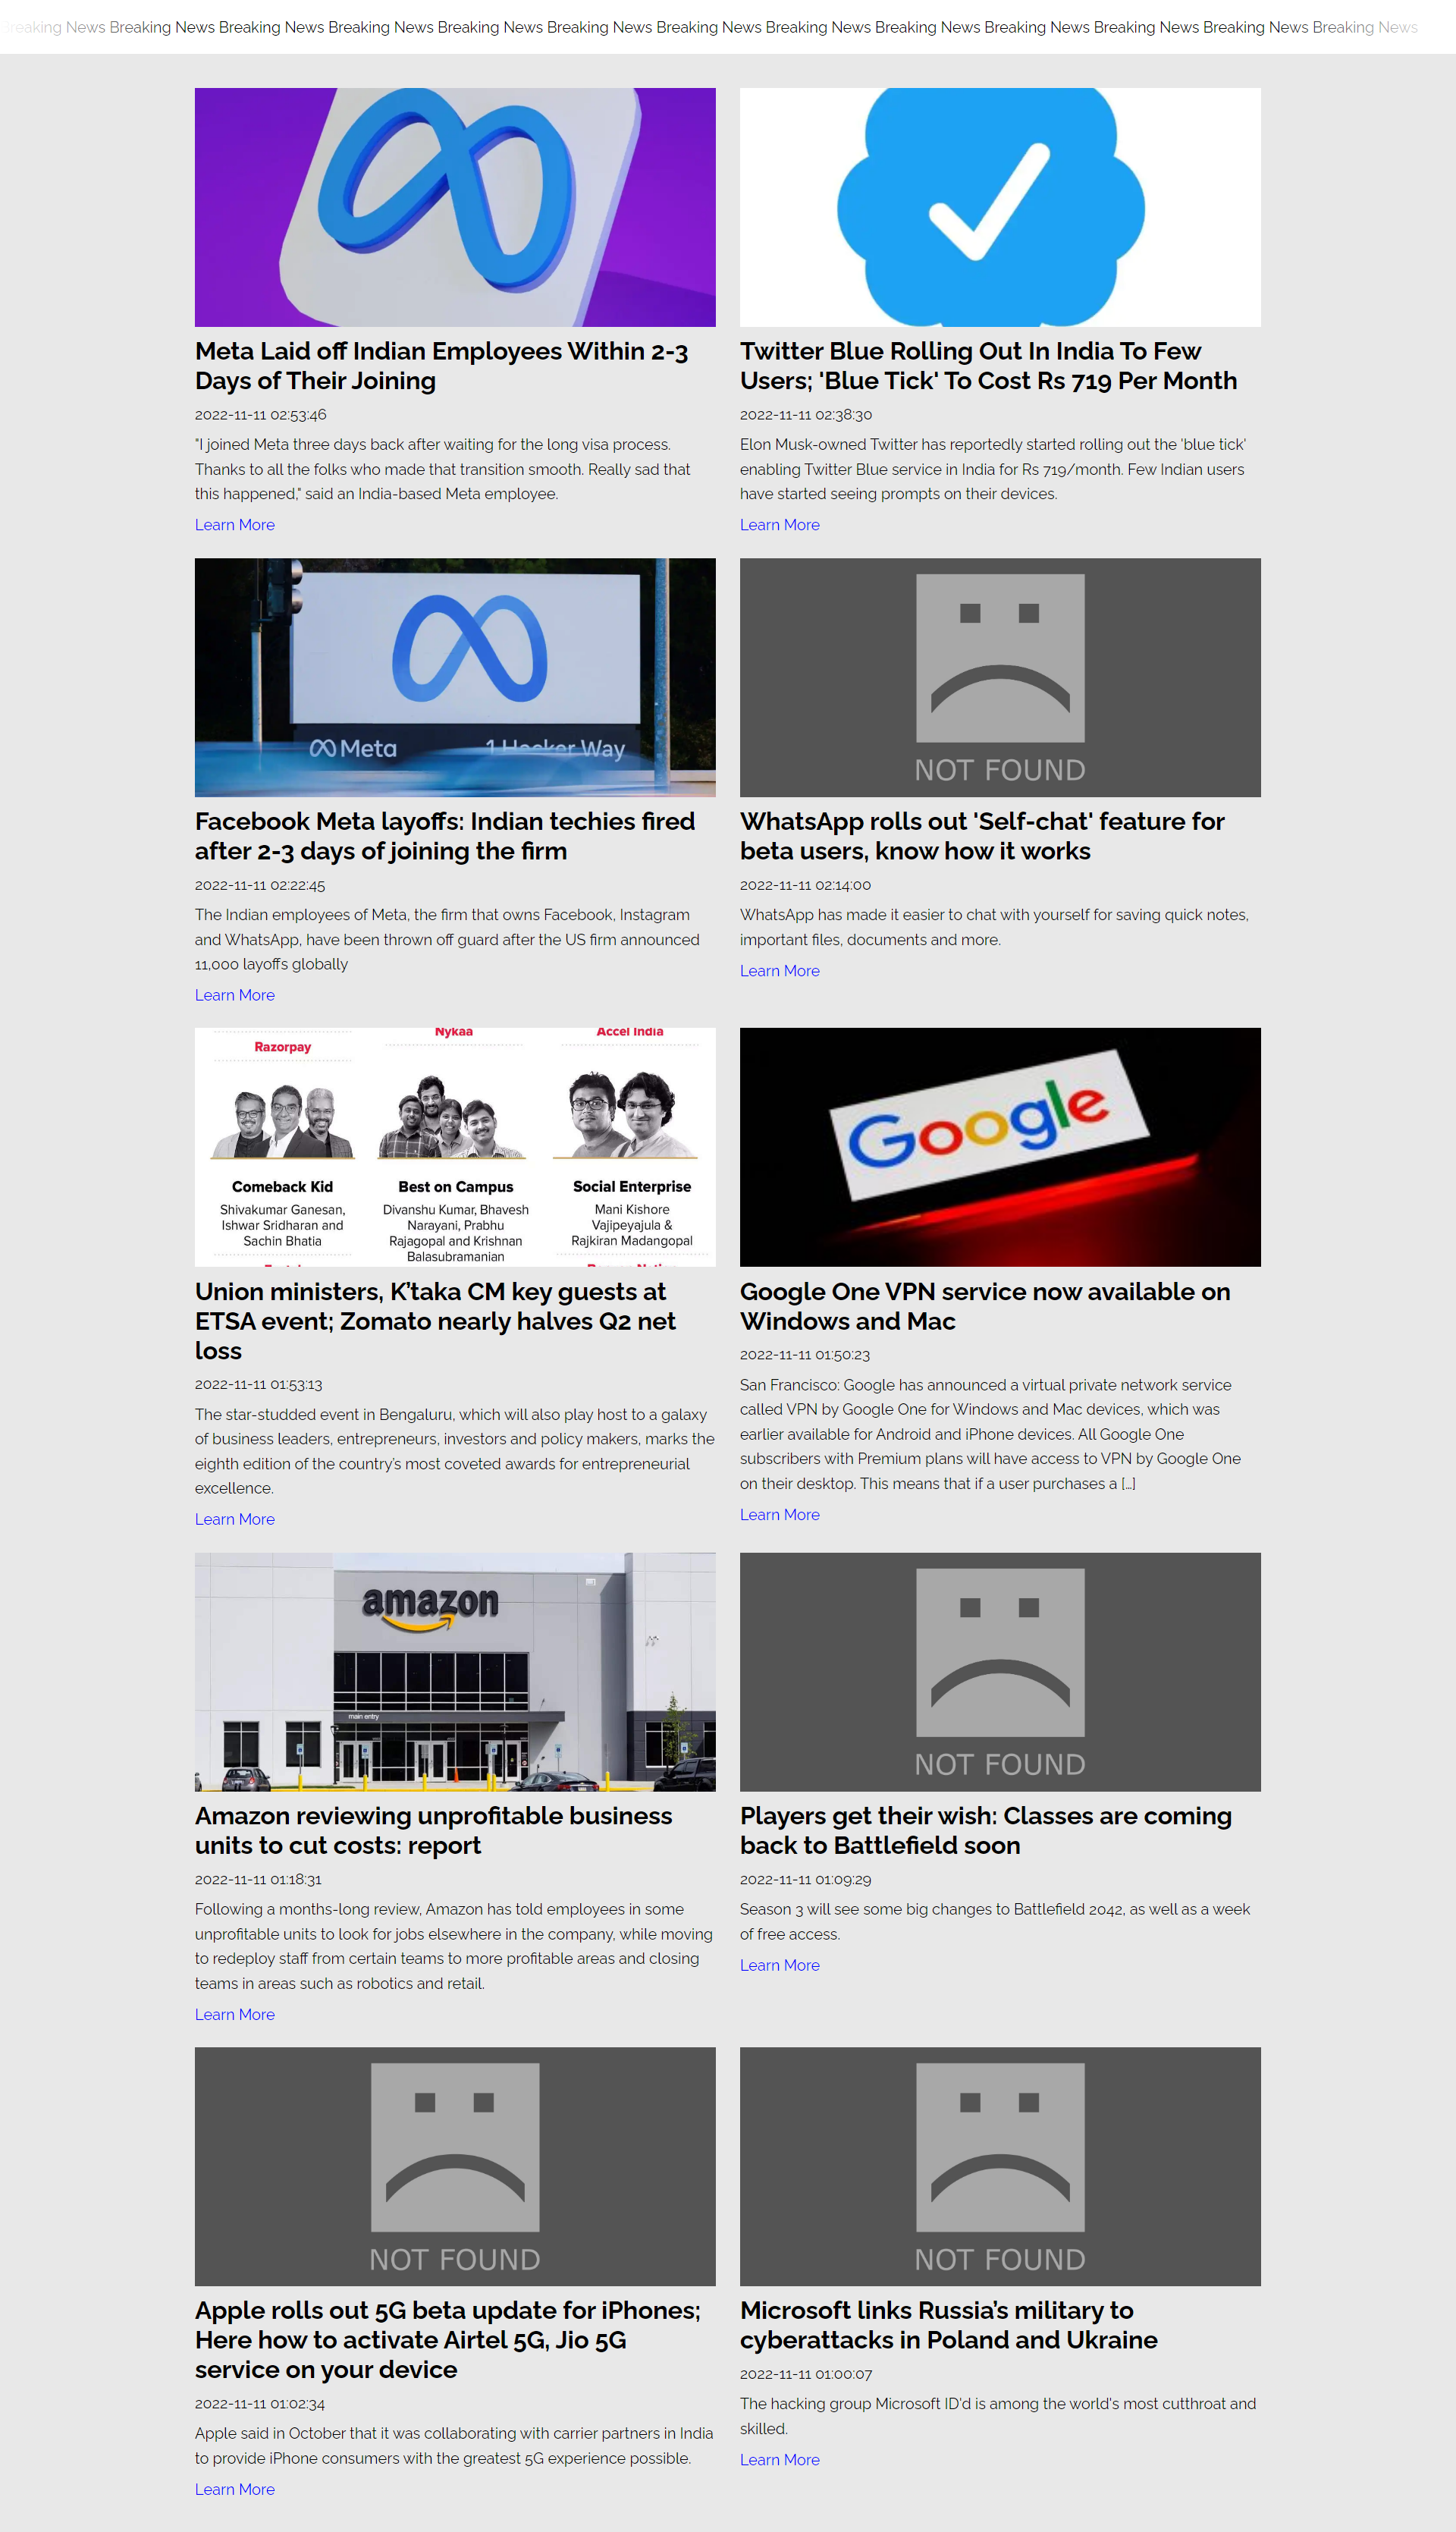 Breaking News Breaking News Breaking News Breaking News Breaking News Breaking News Breaking News Breaking News Breaking News Breaking News Breaking News Breaking News Breaking News
Meta Laid off Indian Employees Within 2-3
Days of Their Joining
2022-11-11 02:53:46
"I joined Meta three days back after waiting for the long visa process.
Thanks to all the folks who made that transition smooth. Really sad that
this happened," said an India-based Meta employee.
Learn More
Twitter Blue Rolling Out In India To Few
Users; 'Blue Tick' To Cost Rs 719 Per Month
2022-11-11 02:38:30
Elon Musk-owned Twitter has reportedly started rolling out the 'blue tick'
enabling Twitter Blue service in India for Rs 719/month. Few Indian users
have started seeing prompts on their devices.
Learn More
Meta 1 Hacker Way
Facebook Meta layoffs: Indian techies fired
after 2-3 days of joining the firm
2022-11-11 02:22:45
The Indian employees of Meta, the firm that owns Facebook, Instagram
and WhatsApp, have been thrown off guard after the US firm announced
11,000 layoffs globally
Learn More
NOT FOUND
WhatsApp rolls out 'Self-chat' feature for
beta users, know how it works
2022-11-11 02:14:00
WhatsApp has made it easier to chat with yourself for saving quick notes,
important files, documents and more.
Learn More
Razorpay
Nykaa
Accel India
Comeback Kid
Shivakumar Ganesan,
Ishwar Sridharan and
Sachin Bhatia
Best on Campus
Divanshu Kumar, Bhavesh
Narayani, Prabhu
Rajagopal and Krishnan
Balasubramanian
Social Enterprise
Mani Kishore
Vajipeyajula &
Rajkiran Madangopal
Union ministers, K'taka CM key guests at
ETSA event; Zomato nearly halves Q2 net
loss
2022-11-11 01:53:13
The star-studded event in Bengaluru, which will also play host to a galaxy
of business leaders, entrepreneurs, investors and policy makers, marks the
eighth edition of the country's most coveted awards for entrepreneurial
excellence.
Learn More
Google
Google One VPN service now available on
Windows and Mac
2022-11-11 01:50:23
San Francisco: Google has announced a virtual private network service
called VPN by Google One for Windows and Mac devices, which was
earlier available for Android and iPhone devices. All Google One
subscribers with Premium plans will have access to VPN by Google One
on their desktop. This means that if a user purchases a […]
Learn More
amazon
main entry
Amazon reviewing unprofitable business
units to cut costs: report
2022-11-11 01:18:31
Following a months-long review, Amazon has told employees in some
unprofitable units to look for jobs elsewhere in the company, while moving
to redeploy staff from certain teams to more profitable areas and closing
teams in areas such as robotics and retail.
Learn More
NOT FOUND
Players get their wish: Classes are coming
back to Battlefield soon
2022-11-11 01:09:29
Season 3 will see some big changes to Battlefield 2042, as well as a week
of free access.
Learn More
NOT FOUND
Apple rolls out 5G beta update for iPhones;
Here how to activate Airtel 5G, Jio 5G
service on your device
2022-11-11 01:02:34
Apple said in October that it was collaborating with carrier partners in India
to provide iPhone consumers with the greatest 5G experience possible.
Learn More
NOT FOUND
Microsoft links Russia's military to
cyberattacks in Poland and Ukraine
2022-11-11 01:00:07
The hacking group Microsoft ID'd is among the world's most cutthroat and
skilled.
Learn More